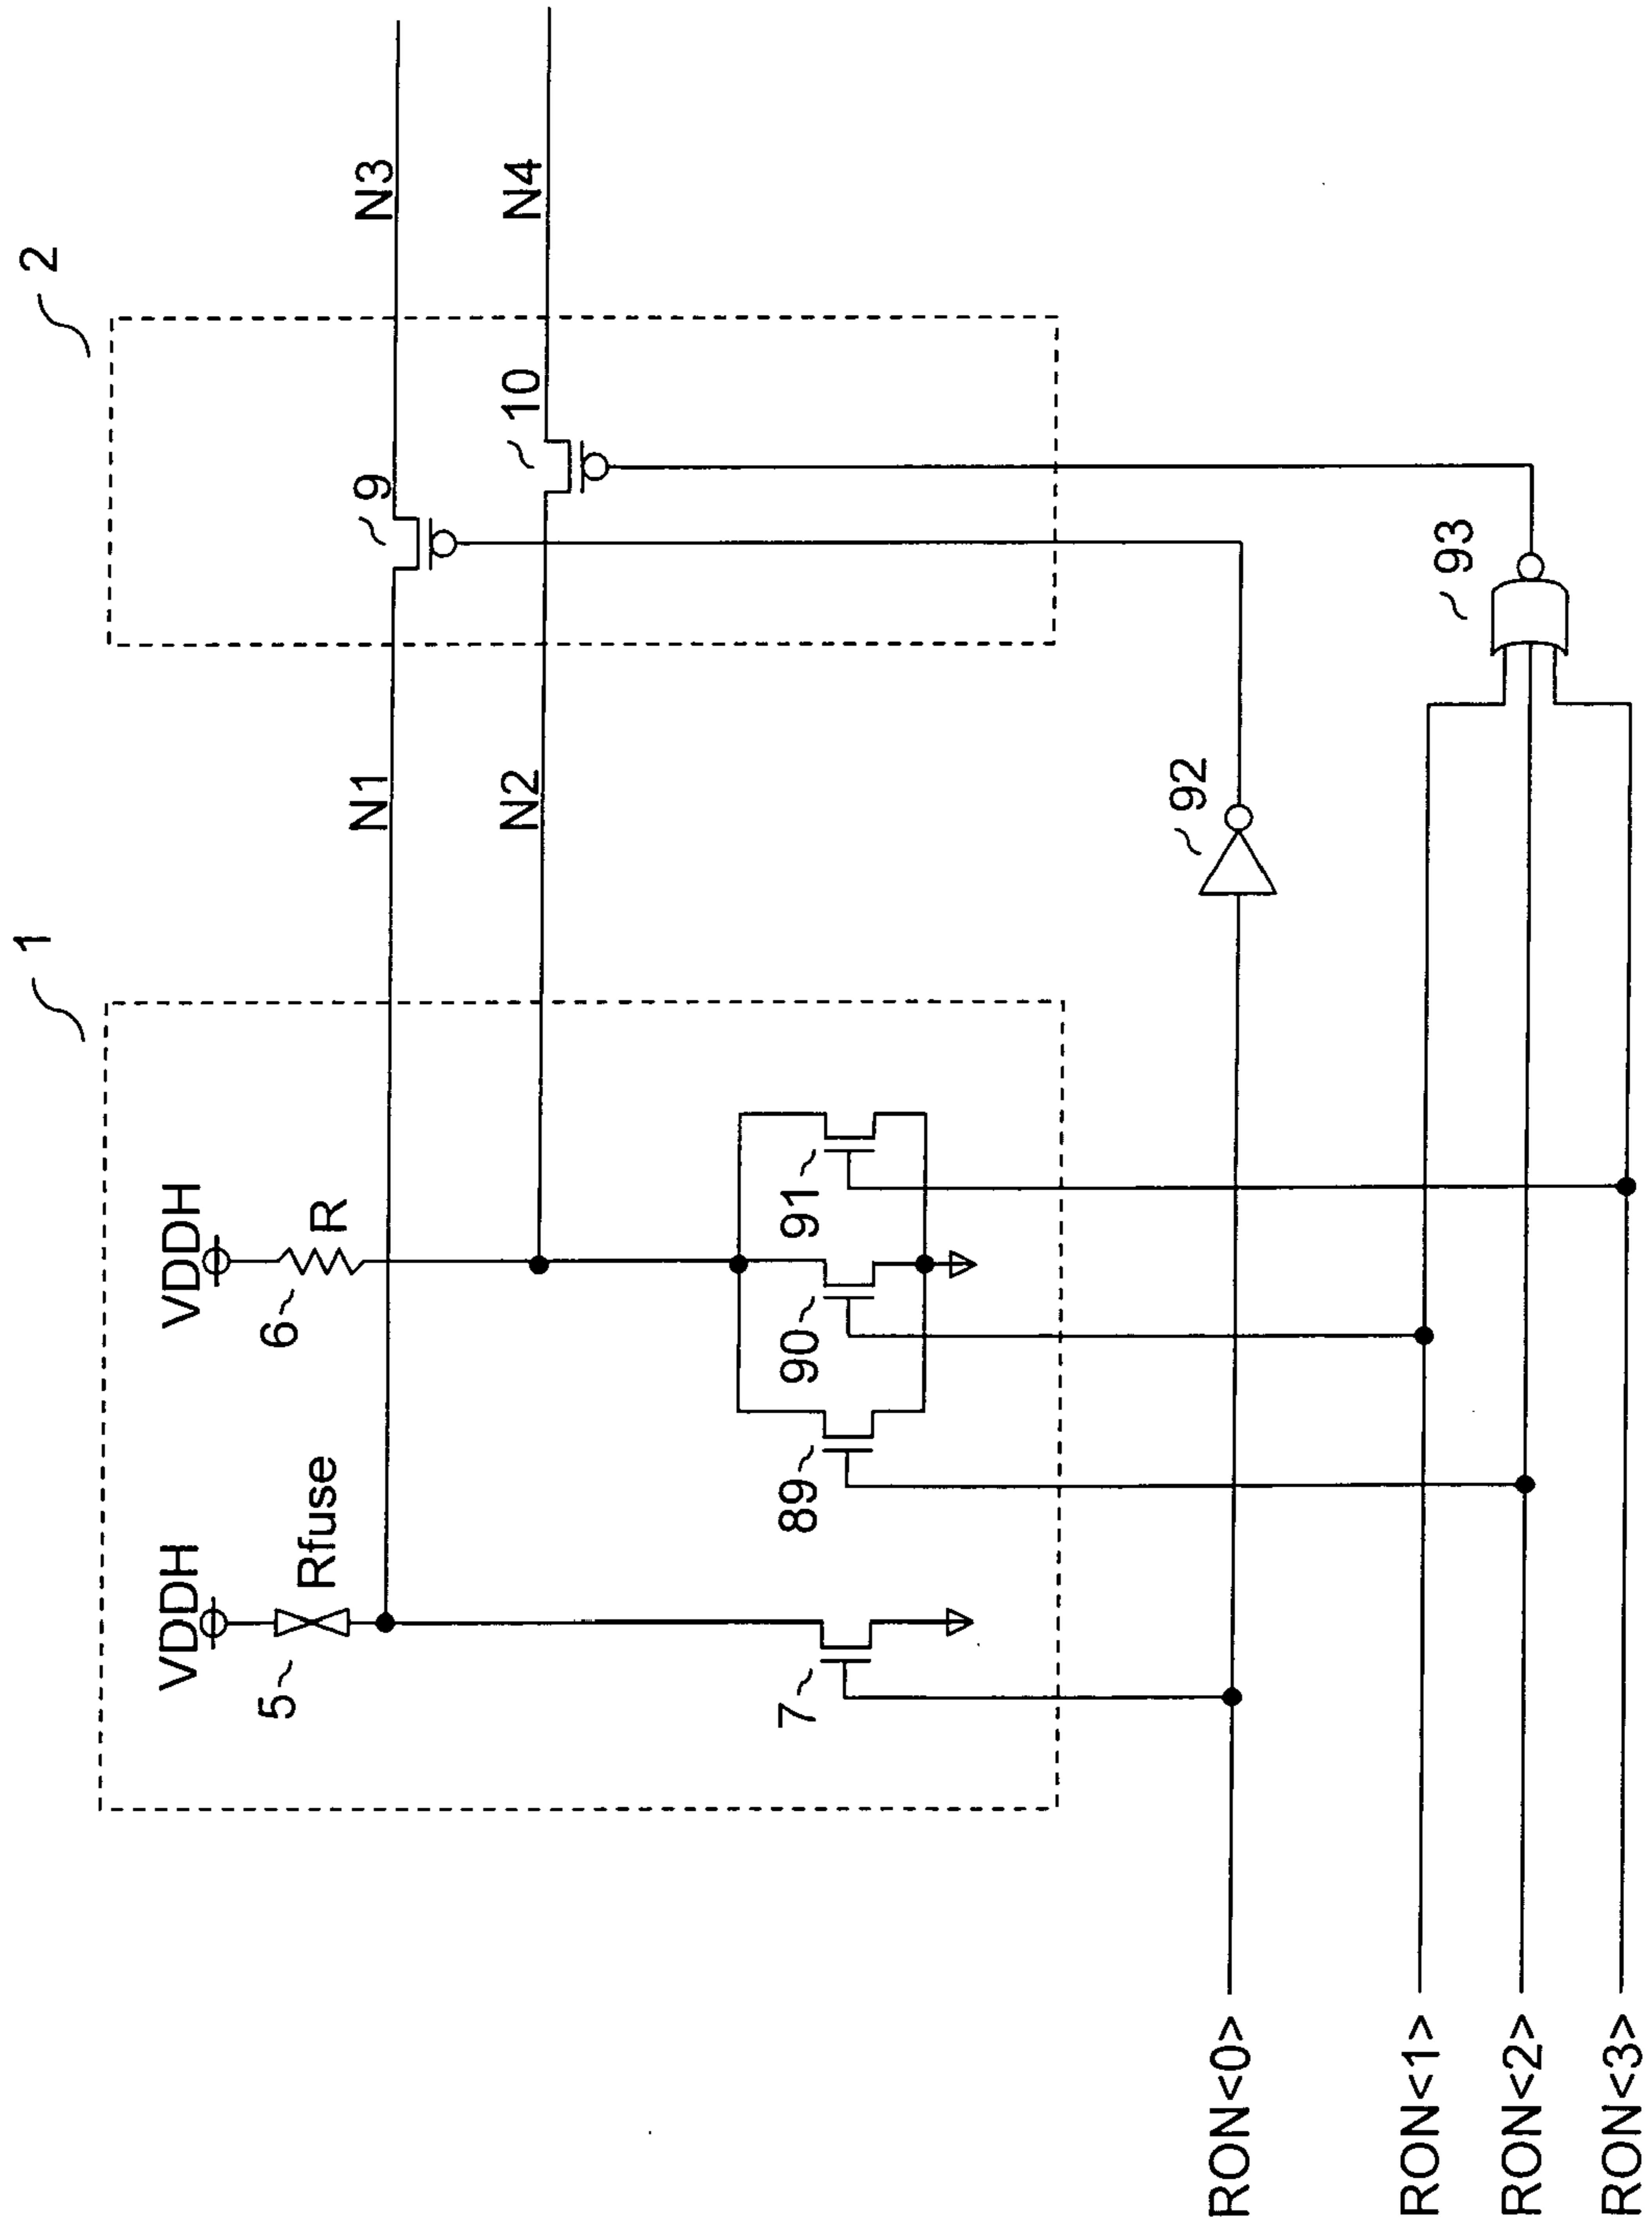 1
2
VDDH
VDDH
5
Rfuse
6
R
N1
N3
9
N2
10
N4
7
89
90
91
RON<0>
92
RON<1>
93
RON<2>
RON<3>